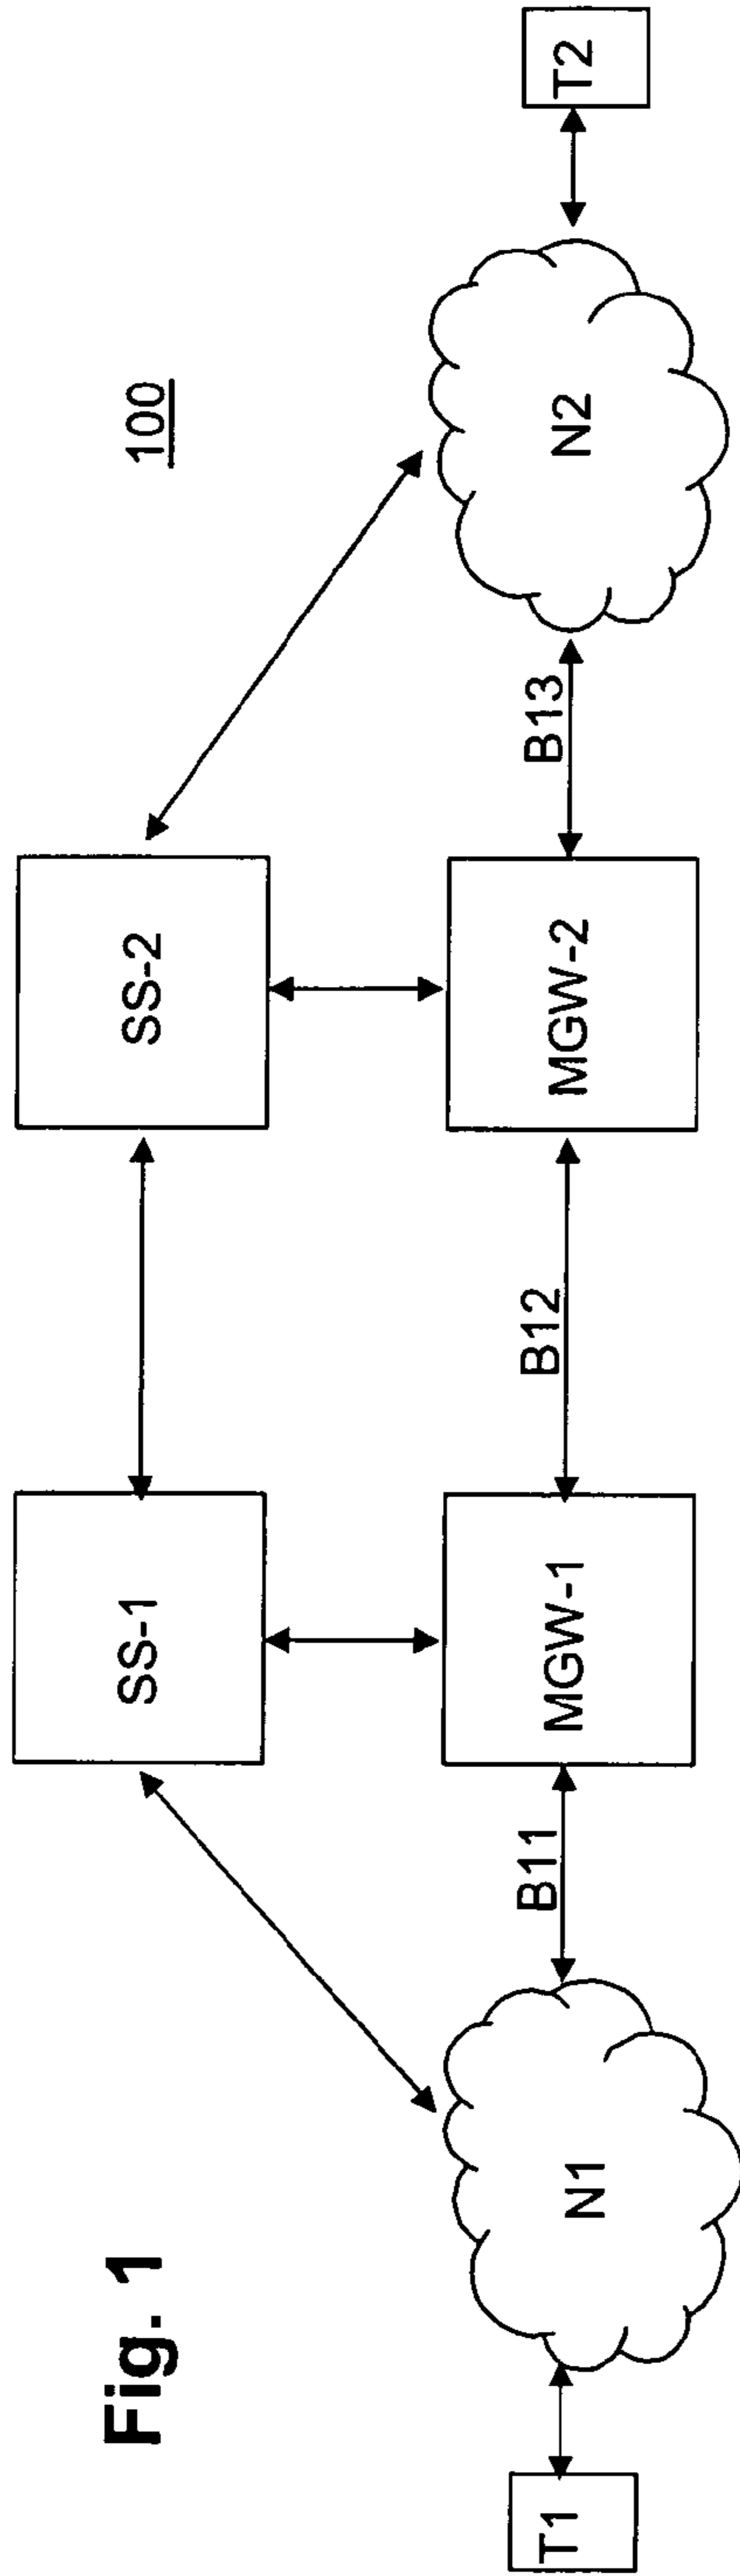 Fig. 1
100
SS-1
SS-2
MGW-1
MGW-2
B11
B12
B13
T1
N1
N2
T2